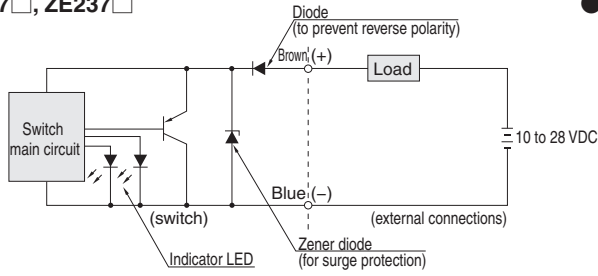 7□, ZE237□
Diode
(to prevent reverse polarity)
Brown (+)
Load
Switch
main circuit
10 to 28 VDC
Blue (−)
(switch)
(external connections)
Indicator LED
Zener diode
(for surge protection)